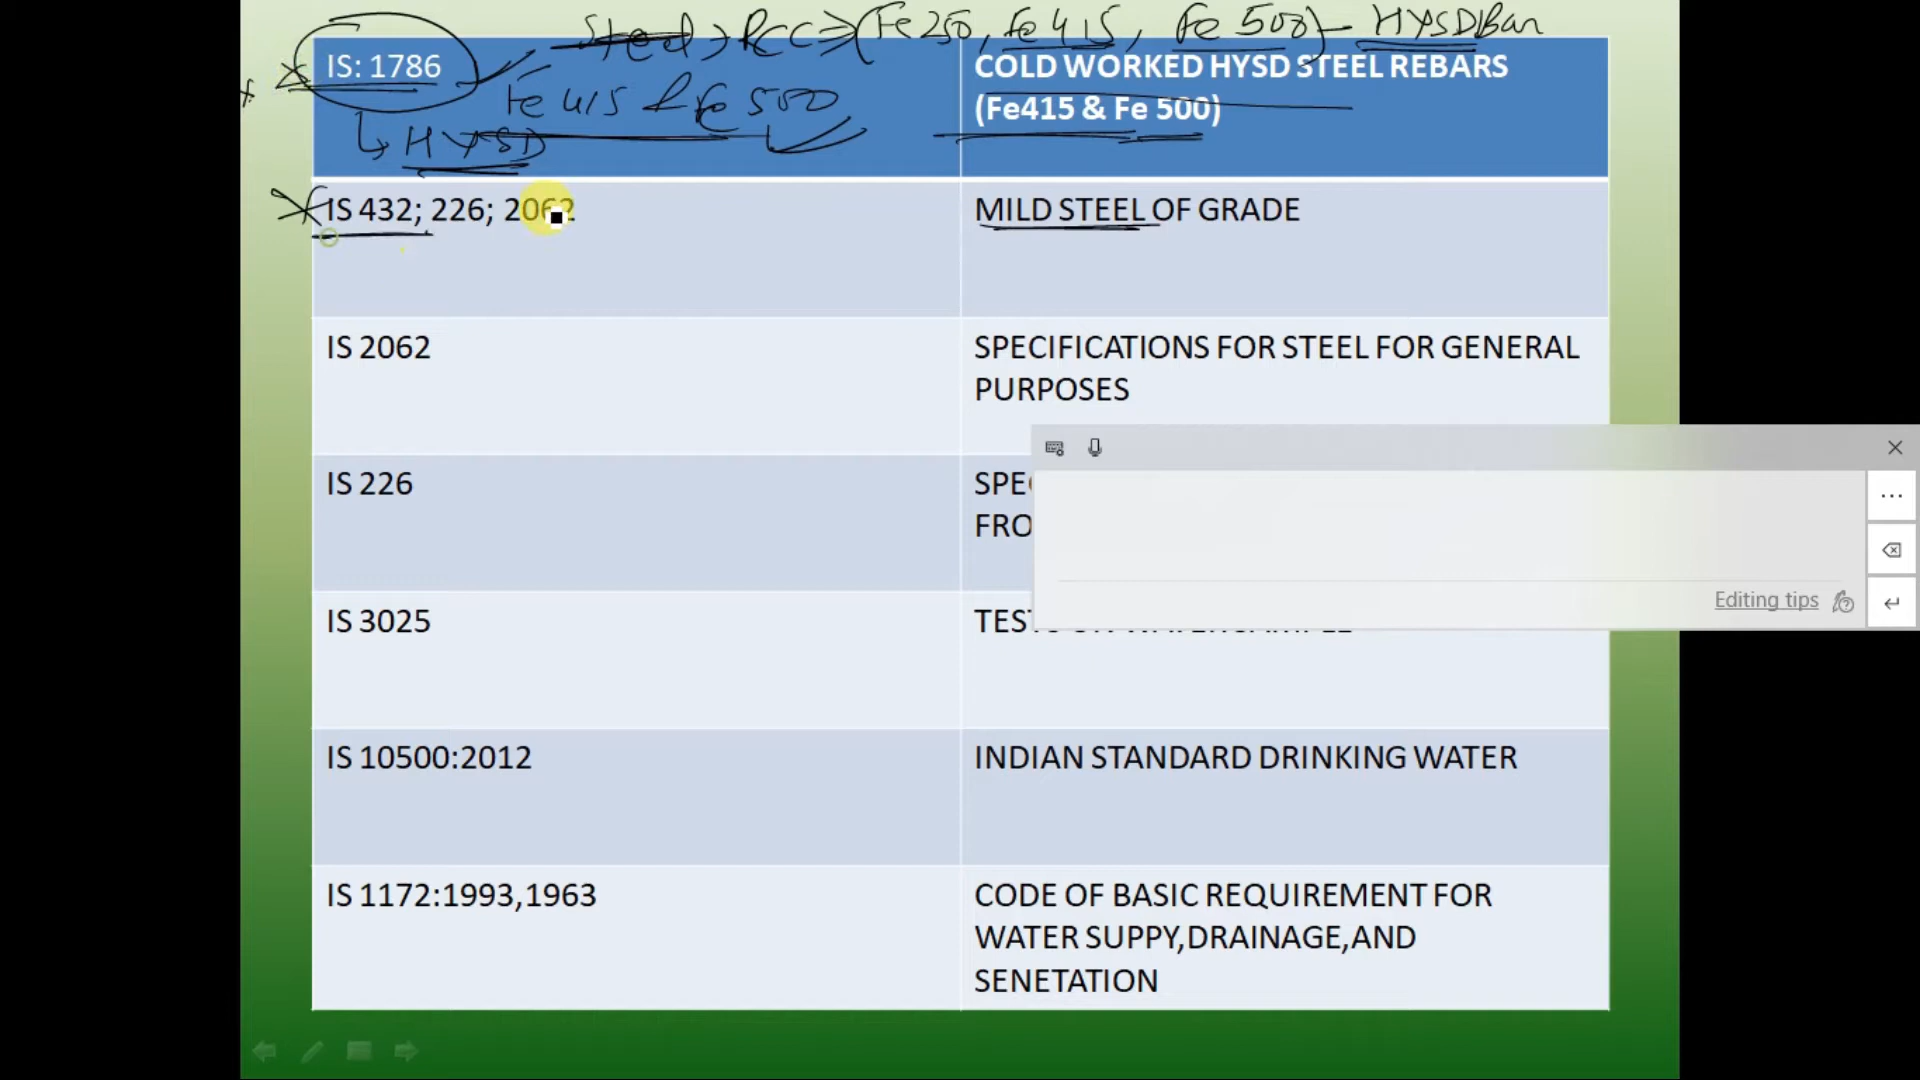 Steel → RCC ⇒ (Fe 250, Fe 415, Fe 500) - HYSD Bar
IS: 1786
Fe 415 & Fe 500
↳ HYSD
COLD WORKED HYSD STEEL REBARS
(Fe415 & Fe 500)
IS 432; 226; 2062
MILD STEEL OF GRADE
IS 2062
SPECIFICATIONS FOR STEEL FOR GENERAL
PURPOSES
IS 226
SPE
FRO
IS 3025
Editing tips
IS 10500:2012
INDIAN STANDARD DRINKING WATER
IS 1172:1993,1963
CODE OF BASIC REQUIREMENT FOR
WATER SUPPY,DRAINAGE,AND
SENETATION